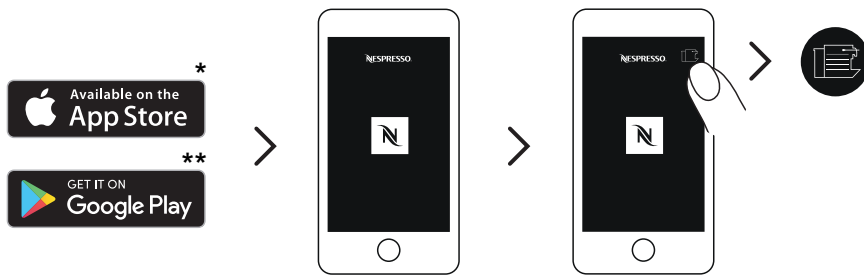 *
Available on the
App Store
**
GET IT ON
Google Play
NESPRESSO
N
NESPRESSO
N